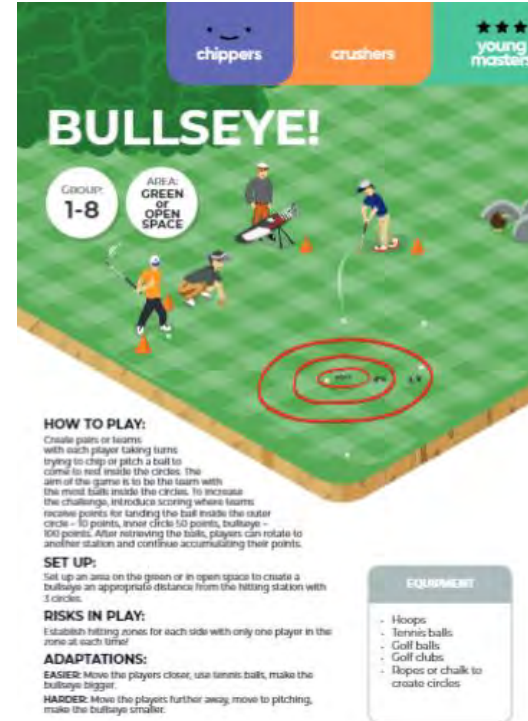 chippers
crushers
young
masters
BULLSEYE!
GROUP:
1-8
AREA:
GREEN
or
OPEN
SPACE
HOW TO PLAY:
Create pairs or teams
with each player taking turns
trying to chip or pitch a ball to
come to rest inside the circles. The
aim of the game is to be the team with
the most balls inside the circles. To increase
the challenge, introduce scoring where teams
receive points for landing the ball inside the outer
circle – 10 points, inner circle 50 points, bullseye –
100 points. After retrieving the balls, players can rotate to
another station and continue accumulating their points.
SET UP:
Set up an area on the green or in open space to create a
bullseye an appropriate distance from the hitting station with
3 circles.
RISKS IN PLAY:
Establish hitting zones for each side with only one player in the
zone at each time!
ADAPTATIONS:
EASIER: Move the players closer, use tennis balls, make the
bullseye bigger.
HARDER: Move the players further away, move to pitching,
make the bullseye smaller.
EQUIPMENT
- Hoops
- Tennis balls
- Golf balls
- Golf clubs
- Ropes or chalk to
create circles